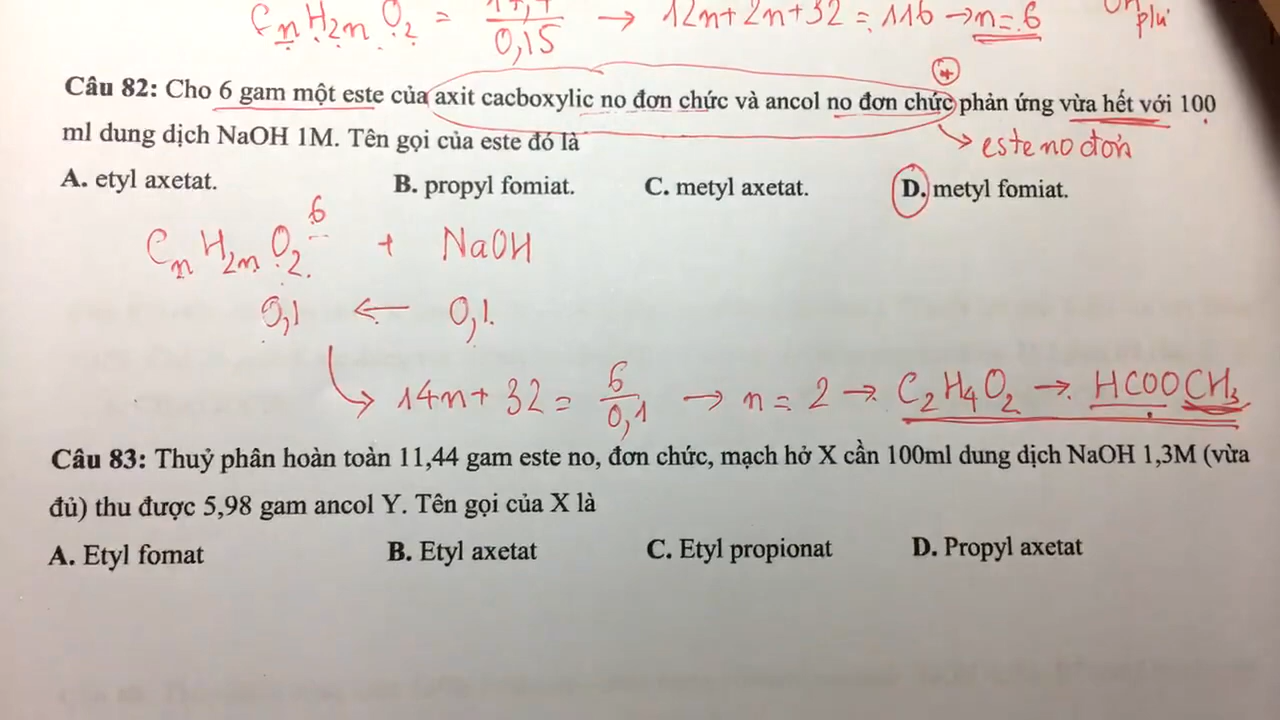 CnH2nO2 = /0,15 → 12n+2n+32 = 116 → n = 6
Câu 82: Cho 6 gam một este của axit cacboxylic no đơn chức và ancol no đơn chức phản ứng vừa hết với 100
ml dung dịch NaOH 1M. Tên gọi của este đó là
→ este no đơn
A. etyl axetat. B. propyl fomiat. C. metyl axetat. D. metyl fomiat.
6
CnH2nO2 + NaOH
0,1 ← 0,1
→ 14n + 32 = 6/0,1 → n = 2 → C2H4O2 → HCOOCH3
Câu 83: Thuỷ phân hoàn toàn 11,44 gam este no, đơn chức, mạch hở X cần 100ml dung dịch NaOH 1,3M (vừa
đủ) thu được 5,98 gam ancol Y. Tên gọi của X là
A. Etyl fomat B. Etyl axetat C. Etyl propionat D. Propyl axetat